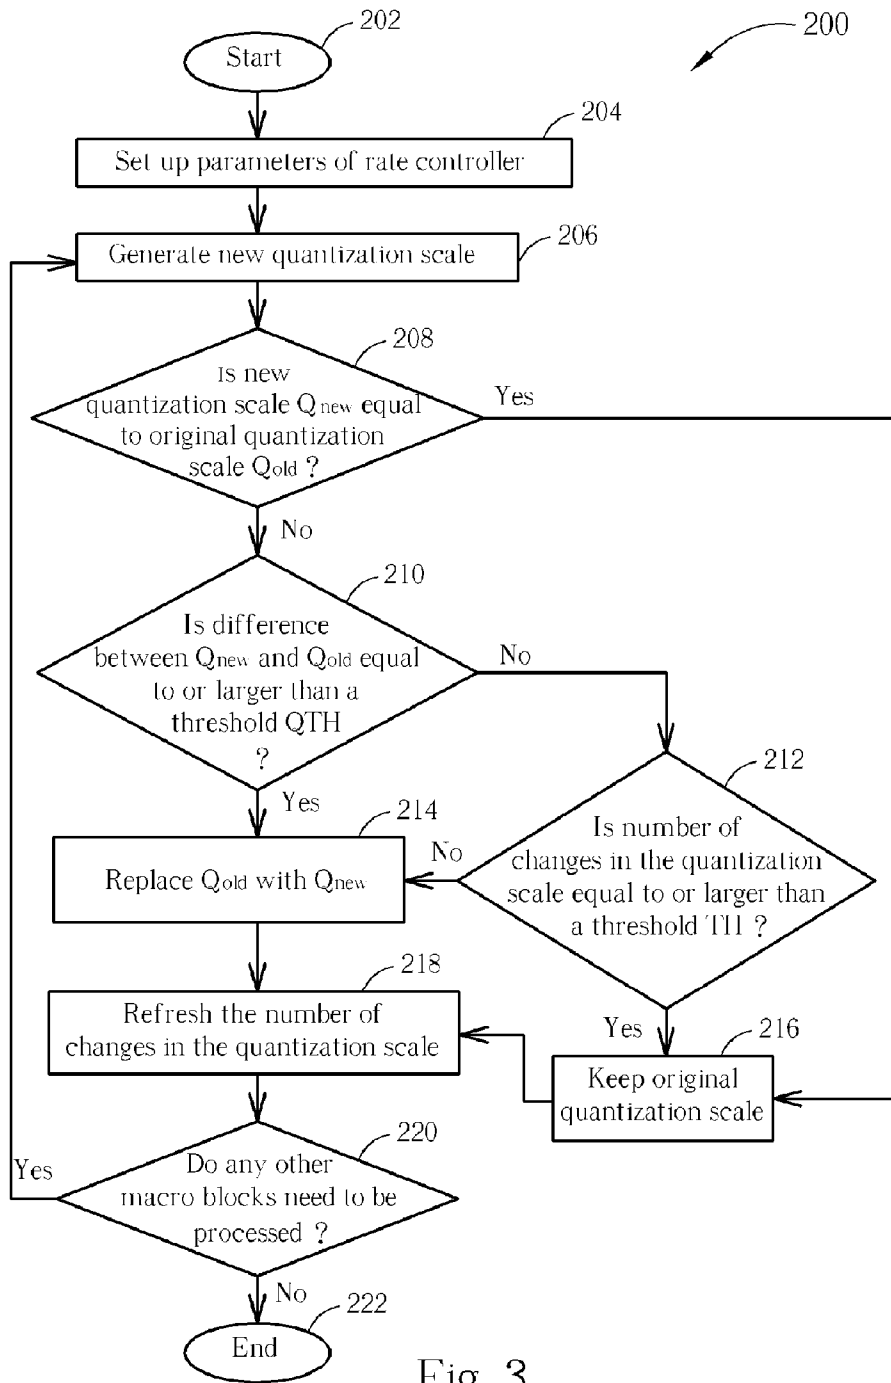 202
200
Start
204
Set up parameters of rate controller
206
Generate new quantization scale
208
Is new
quantization scale Qnew equal
to original quantization
scale Qold ?
Yes
No
210
Is difference
between Qnew and Qold equal
to or larger than a
threshold QTH
?
No
Yes
212
Is number of
changes in the quantization
scale equal to or larger than
a threshold TH ?
No
Yes
214
Replace Qold with Qnew
218
Refresh the number of
changes in the quantization scale
216
Keep original
quantization scale
220
Do any other
macro blocks need to be
processed ?
Yes
No
222
End
Fig. 3